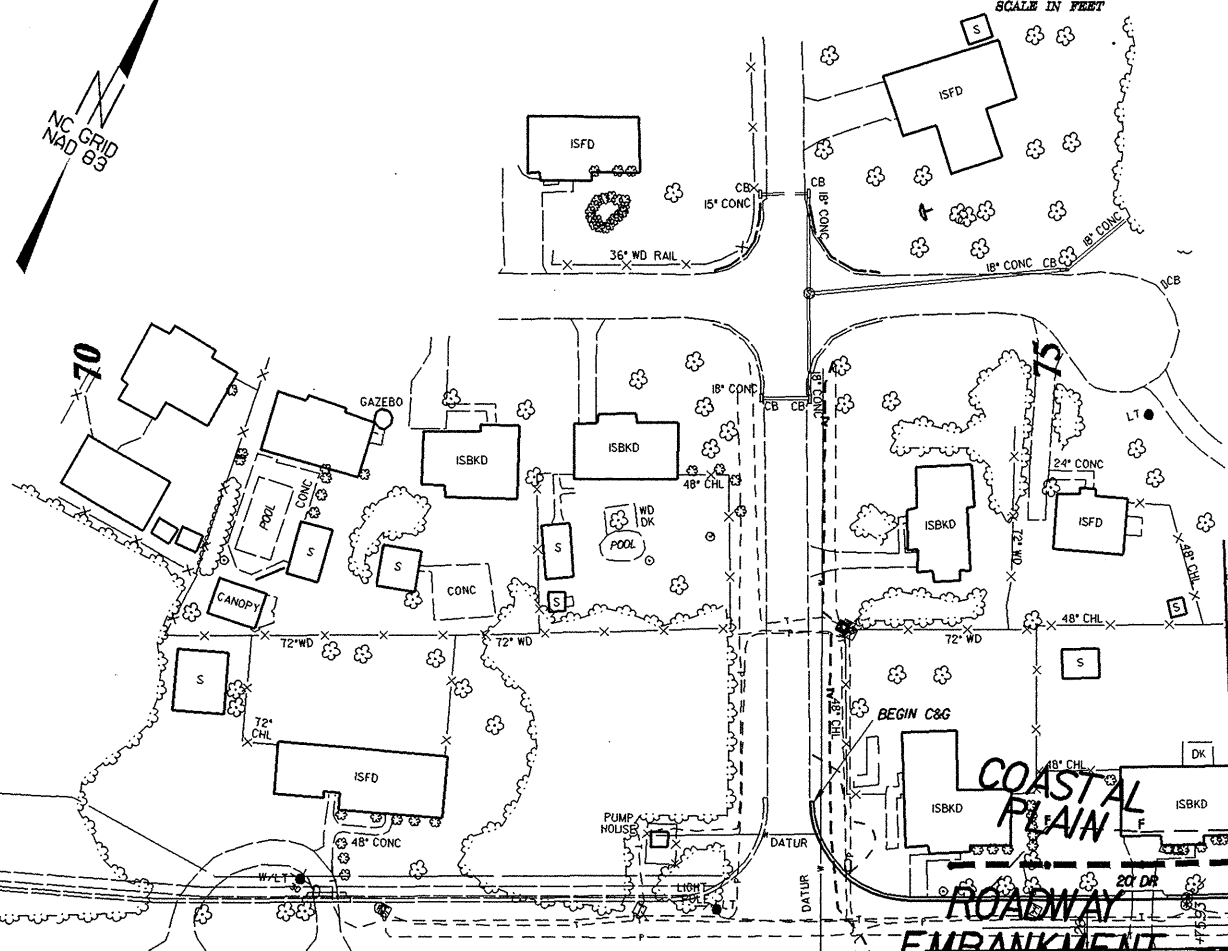 SCALE IN FEET
NC GRID
NAD 83
S
ISFD
ISFD
CB
CB
15" CONC
18" CONC
18" CONC
36" WD RAIL
18" CONC
CB
CB
S
70
75
GAZEBO
18" CONC
18" CONC
CB
CB
LT
ISBKD
ISBKD
24" CONC
48" CHL
POOL
CONC
WD
DK
ISBKD
ISFD
S
S
POOL
72" WD
48" CHL
S
CONC
CANOPY
S
S
72" WD
72" WD
T
72" WD
48" CHL
S
S
48" CHL
BEGIN C&G
72"
CHL
DK
ISFD
48" CHL
COASTAL
PLAIN
ISBKD
ISBKD
F
F
PUMP
HOUSE
48" CONC
DATUR
W/LT
LIGHT
POLE
LT
DATUR
W
20' DR
ROADWAY
EMBANKMENT
P